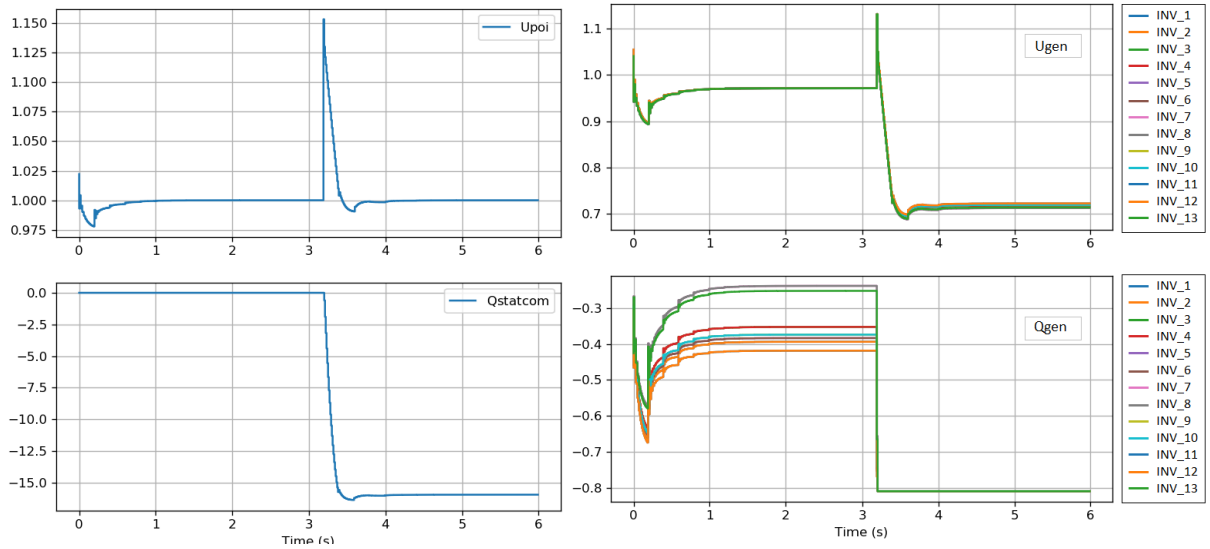 1.150
1.125
1.100
1.075
1.050
1.025
1.000
0.975
Upoi
0 1 2 3 4 5 6
1.1
1.0
0.9
0.8
0.7
Ugen
0 1 2 3 4 5 6
INV_1
INV_2
INV_3
INV_4
INV_5
INV_6
INV_7
INV_8
INV_9
INV_10
INV_11
INV_12
INV_13
0.0
−2.5
−5.0
−7.5
−10.0
−12.5
−15.0
Qstatcom
0 1 2 3 4 5 6
Time (s)
−0.3
−0.4
−0.5
−0.6
−0.7
−0.8
Qgen
0 1 2 3 4 5 6
Time (s)
INV_1
INV_2
INV_3
INV_4
INV_5
INV_6
INV_7
INV_8
INV_9
INV_10
INV_11
INV_12
INV_13